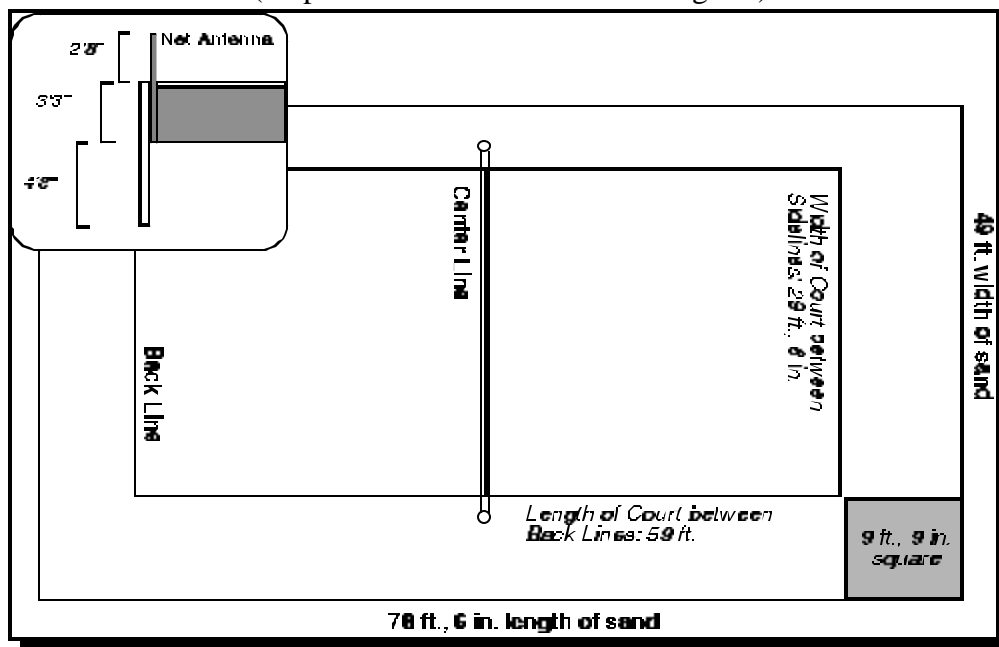 2'8"
Net Antenna
3'3"
4'8"
Center Line
Width of Court between
Sidelines: 29 ft., 6 in.
49 ft. width of sand
Back Line
Length of Court between
Back Lines: 59 ft.
9 ft., 9 in.
square
78 ft., 6 in. length of sand